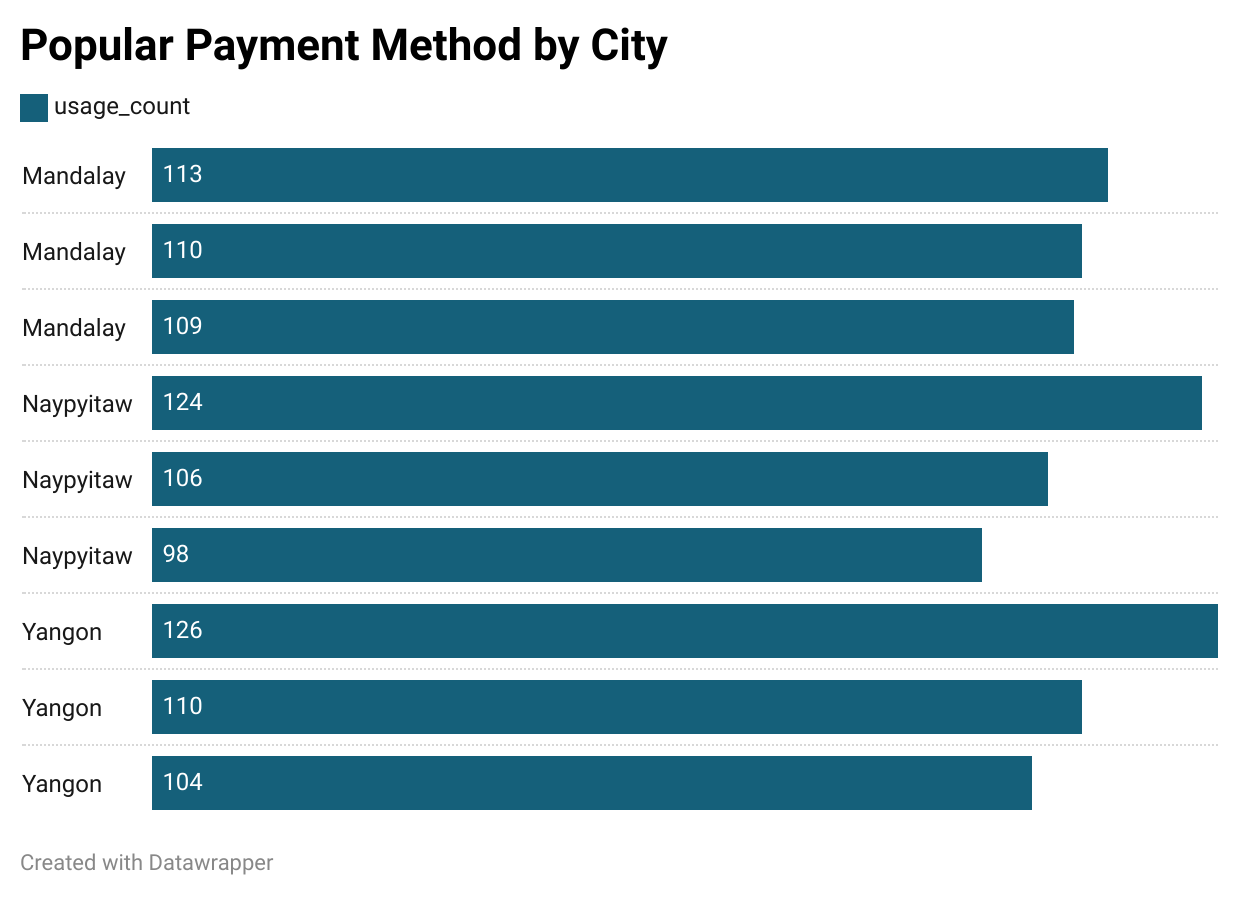 Popular Payment Method by City
usage_count
Mandalay 113
Mandalay 110
Mandalay 109
Naypyitaw 124
Naypyitaw 106
Naypyitaw 98
Yangon 126
Yangon 110
Yangon 104
Created with Datawrapper